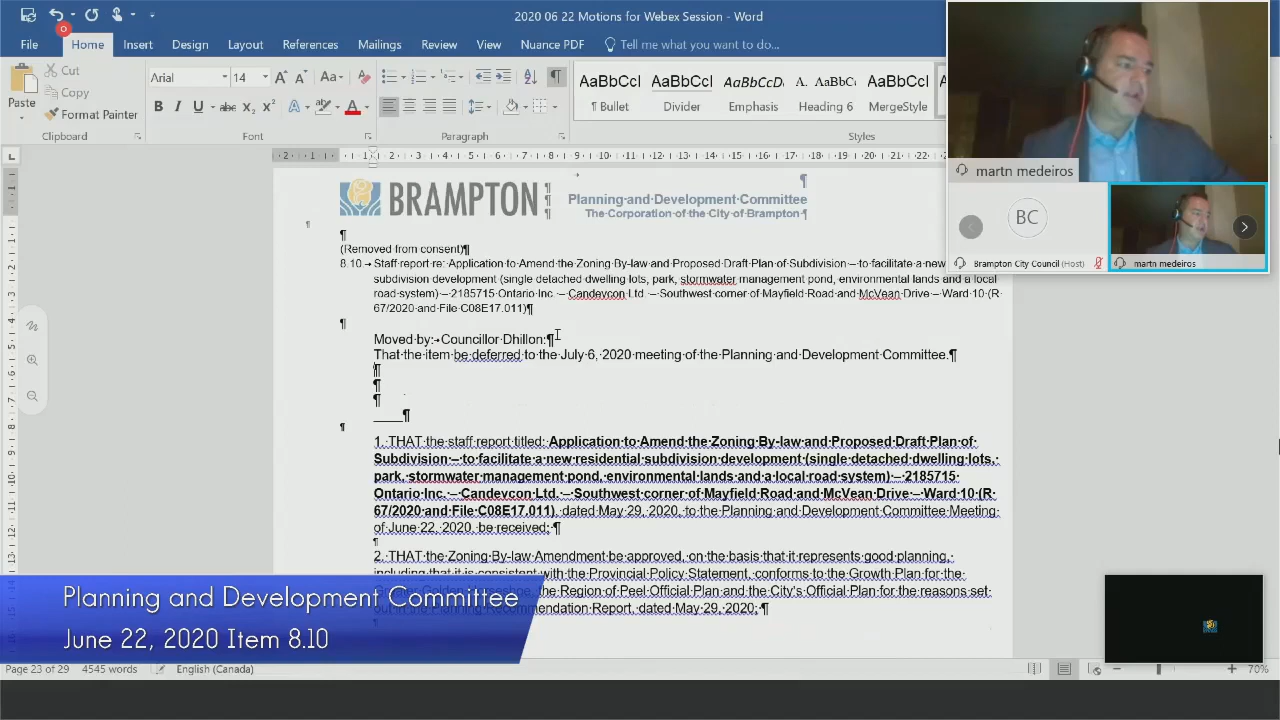 2020 06 22 Motions for Webex Session - Word
File Home Insert Design Layout References Mailings Review View Nuance PDF Tell me what you want to do...
Paste
Cut
Copy
Format Painter
Clipboard
Arial 14
Font
Paragraph
AaBbCcI AaBbCcI AaBbCcDc A. AaBbC AaBbCcI
¶ Bullet Divider Emphasis Heading 6 MergeStyle
Styles
martn medeiros
BC
Brampton City Council (Host)
martn medeiros
BRAMPTON
Planning and Development Committee
The Corporation of the City of Brampton
(Removed from consent)
8.10. Staff report re: Application to Amend the Zoning By-law and Proposed Draft Plan of Subdivision – to facilitate a new
subdivision development (single detached dwelling lots, park, stormwater management pond, environmental lands and a local
road system) – 2185715 Ontario Inc. – Candevcon Ltd. – Southwest corner of Mayfield Road and McVean Drive – Ward 10 (R
67/2020 and File C08E17.011)
Moved by: Councillor Dhillon:
That the item be deferred to the July 6, 2020 meeting of the Planning and Development Committee.
1. THAT the staff report titled: Application to Amend the Zoning By-law and Proposed Draft Plan of
Subdivision – to facilitate a new residential subdivision development (single detached dwelling lots,
park, stormwater management pond, environmental lands and a local road system) – 2185715
Ontario Inc. – Candevcon Ltd. – Southwest corner of Mayfield Road and McVean Drive – Ward 10 (R
67/2020 and File C08E17.011), dated May 29, 2020, to the Planning and Development Committee Meeting
of June 22, 2020, be received;
2. THAT the Zoning By-law Amendment be approved, on the basis that it represents good planning,
including that it is consistent with the Provincial Policy Statement, conforms to the Growth Plan for the
the Region of Peel Official Plan and the City's Official Plan for the reasons set
Recommendation Report, dated May 29, 2020;
Planning and Development Committee
June 22, 2020 Item 8.10
Page 23 of 29 4545 words English (Canada) 70%